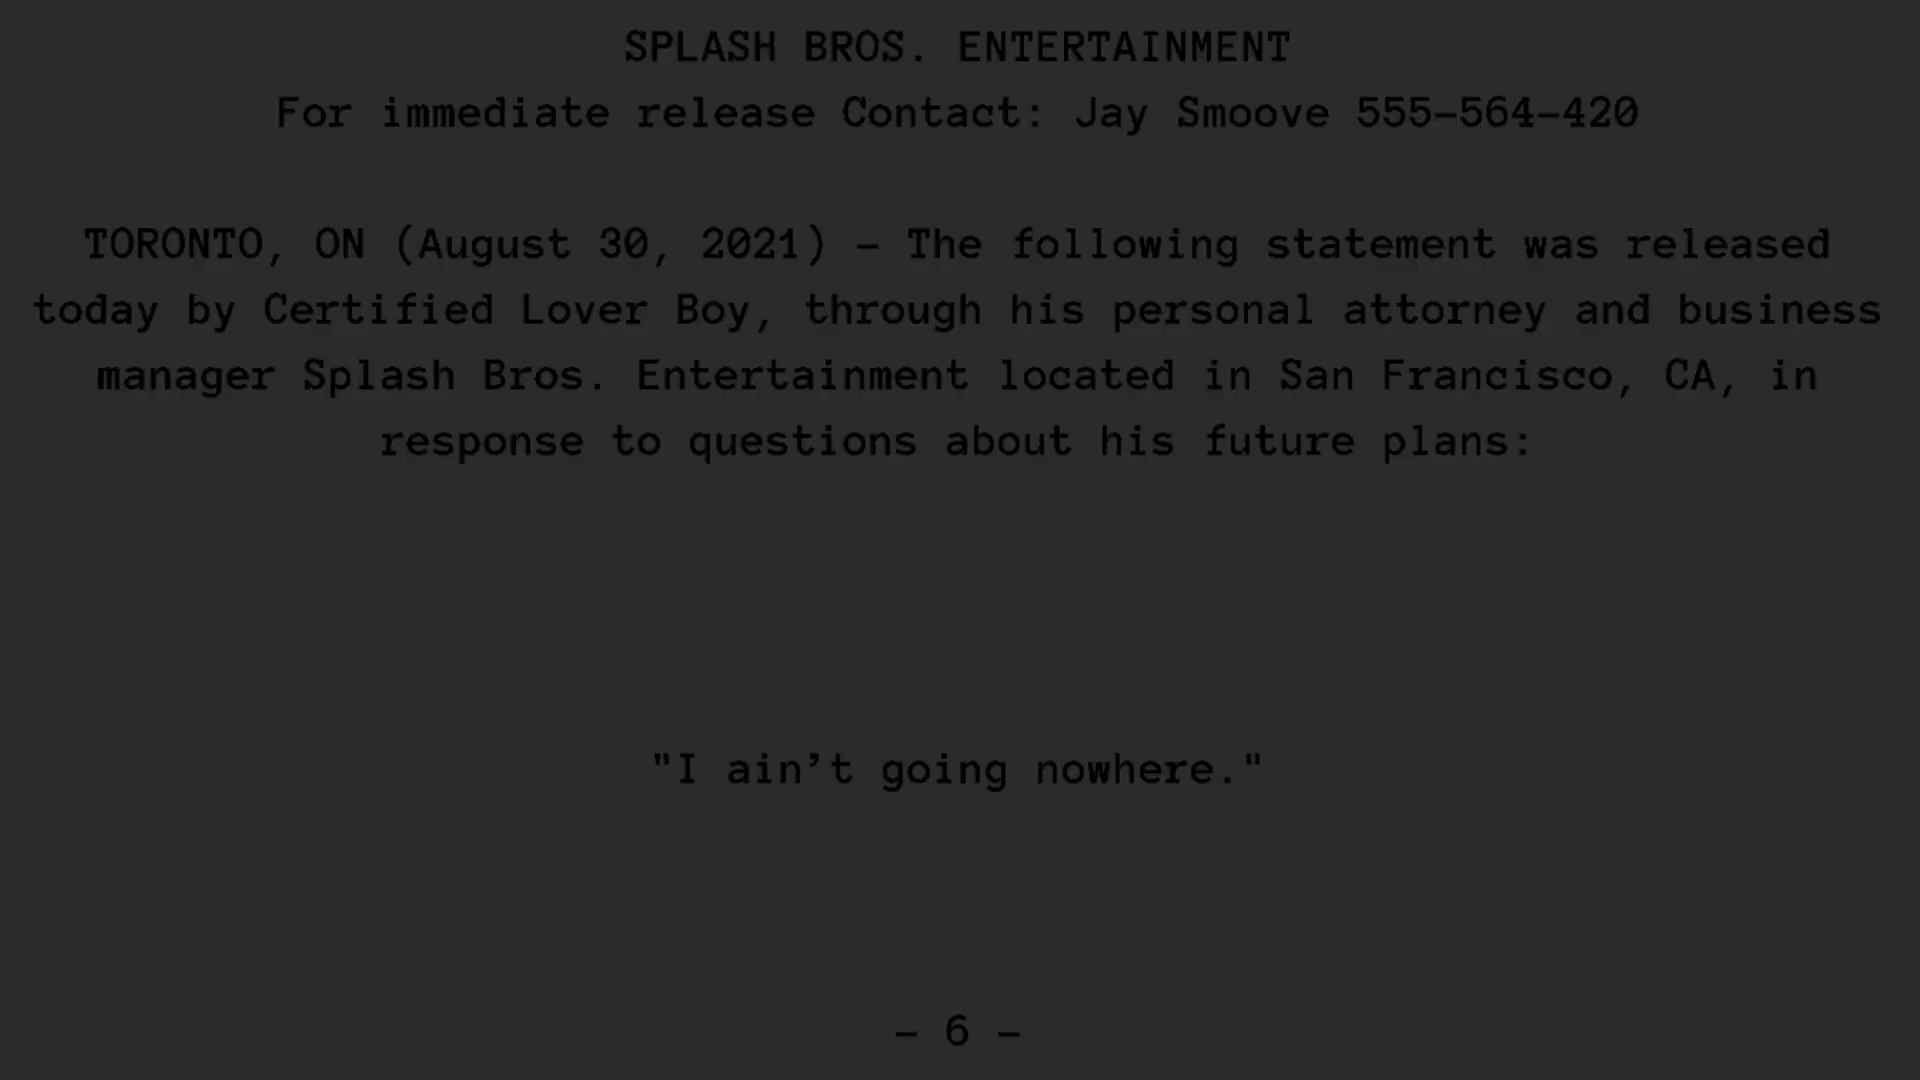 SPLASH BROS. ENTERTAINMENT
For immediate release Contact: Jay Smoove 555-564-420
TORONTO, ON (August 30, 2021) – The following statement was released
today by Certified Lover Boy, through his personal attorney and business
manager Splash Bros. Entertainment located in San Francisco, CA, in
response to questions about his future plans:
"I ain’t going nowhere."
– 6 –